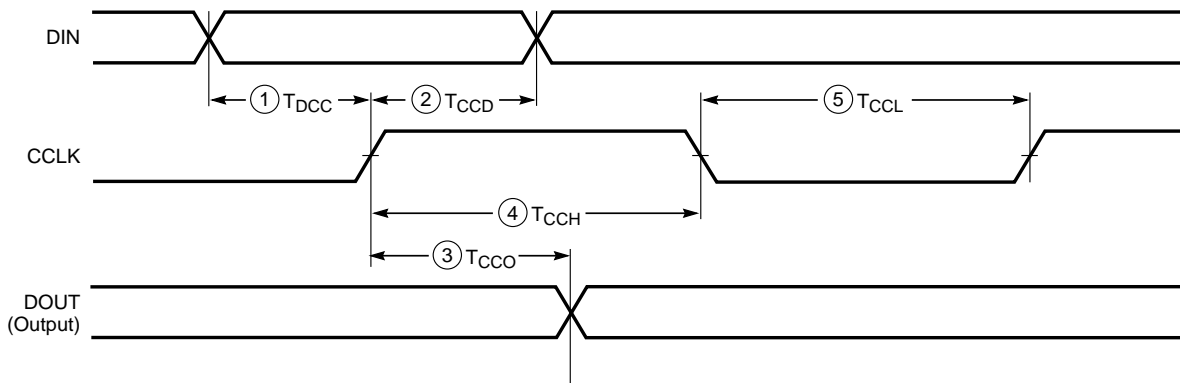 DIN
① TDCC
② TCCD
⑤ TCCL
CCLK
④ TCCH
③ TCCO
DOUT
(Output)